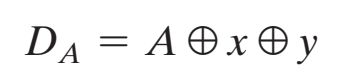 D_A = A ⊕ x ⊕ y